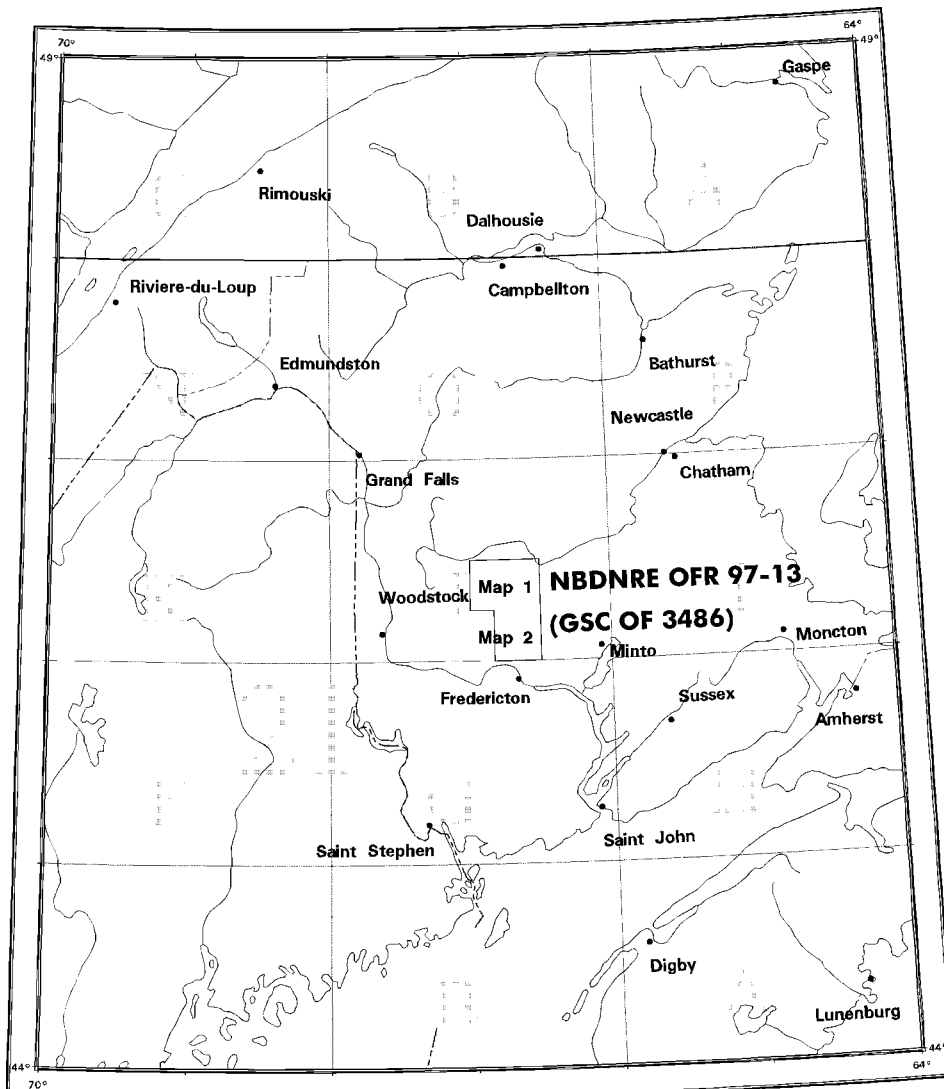 70°
64°
49°
49°
Gaspe
Rimouski
Dalhousie
Campbellton
Riviere-du-Loup
Edmundston
Bathurst
Newcastle
Grand Falls
Chatham
Woodstock
Map 1
NBDNRE OFR 97-13
(GSC OF 3486)
Map 2
Minto
Moncton
Fredericton
Sussex
Amherst
Saint Stephen
Saint John
Digby
Lunenburg
44°
44°
70°
64°